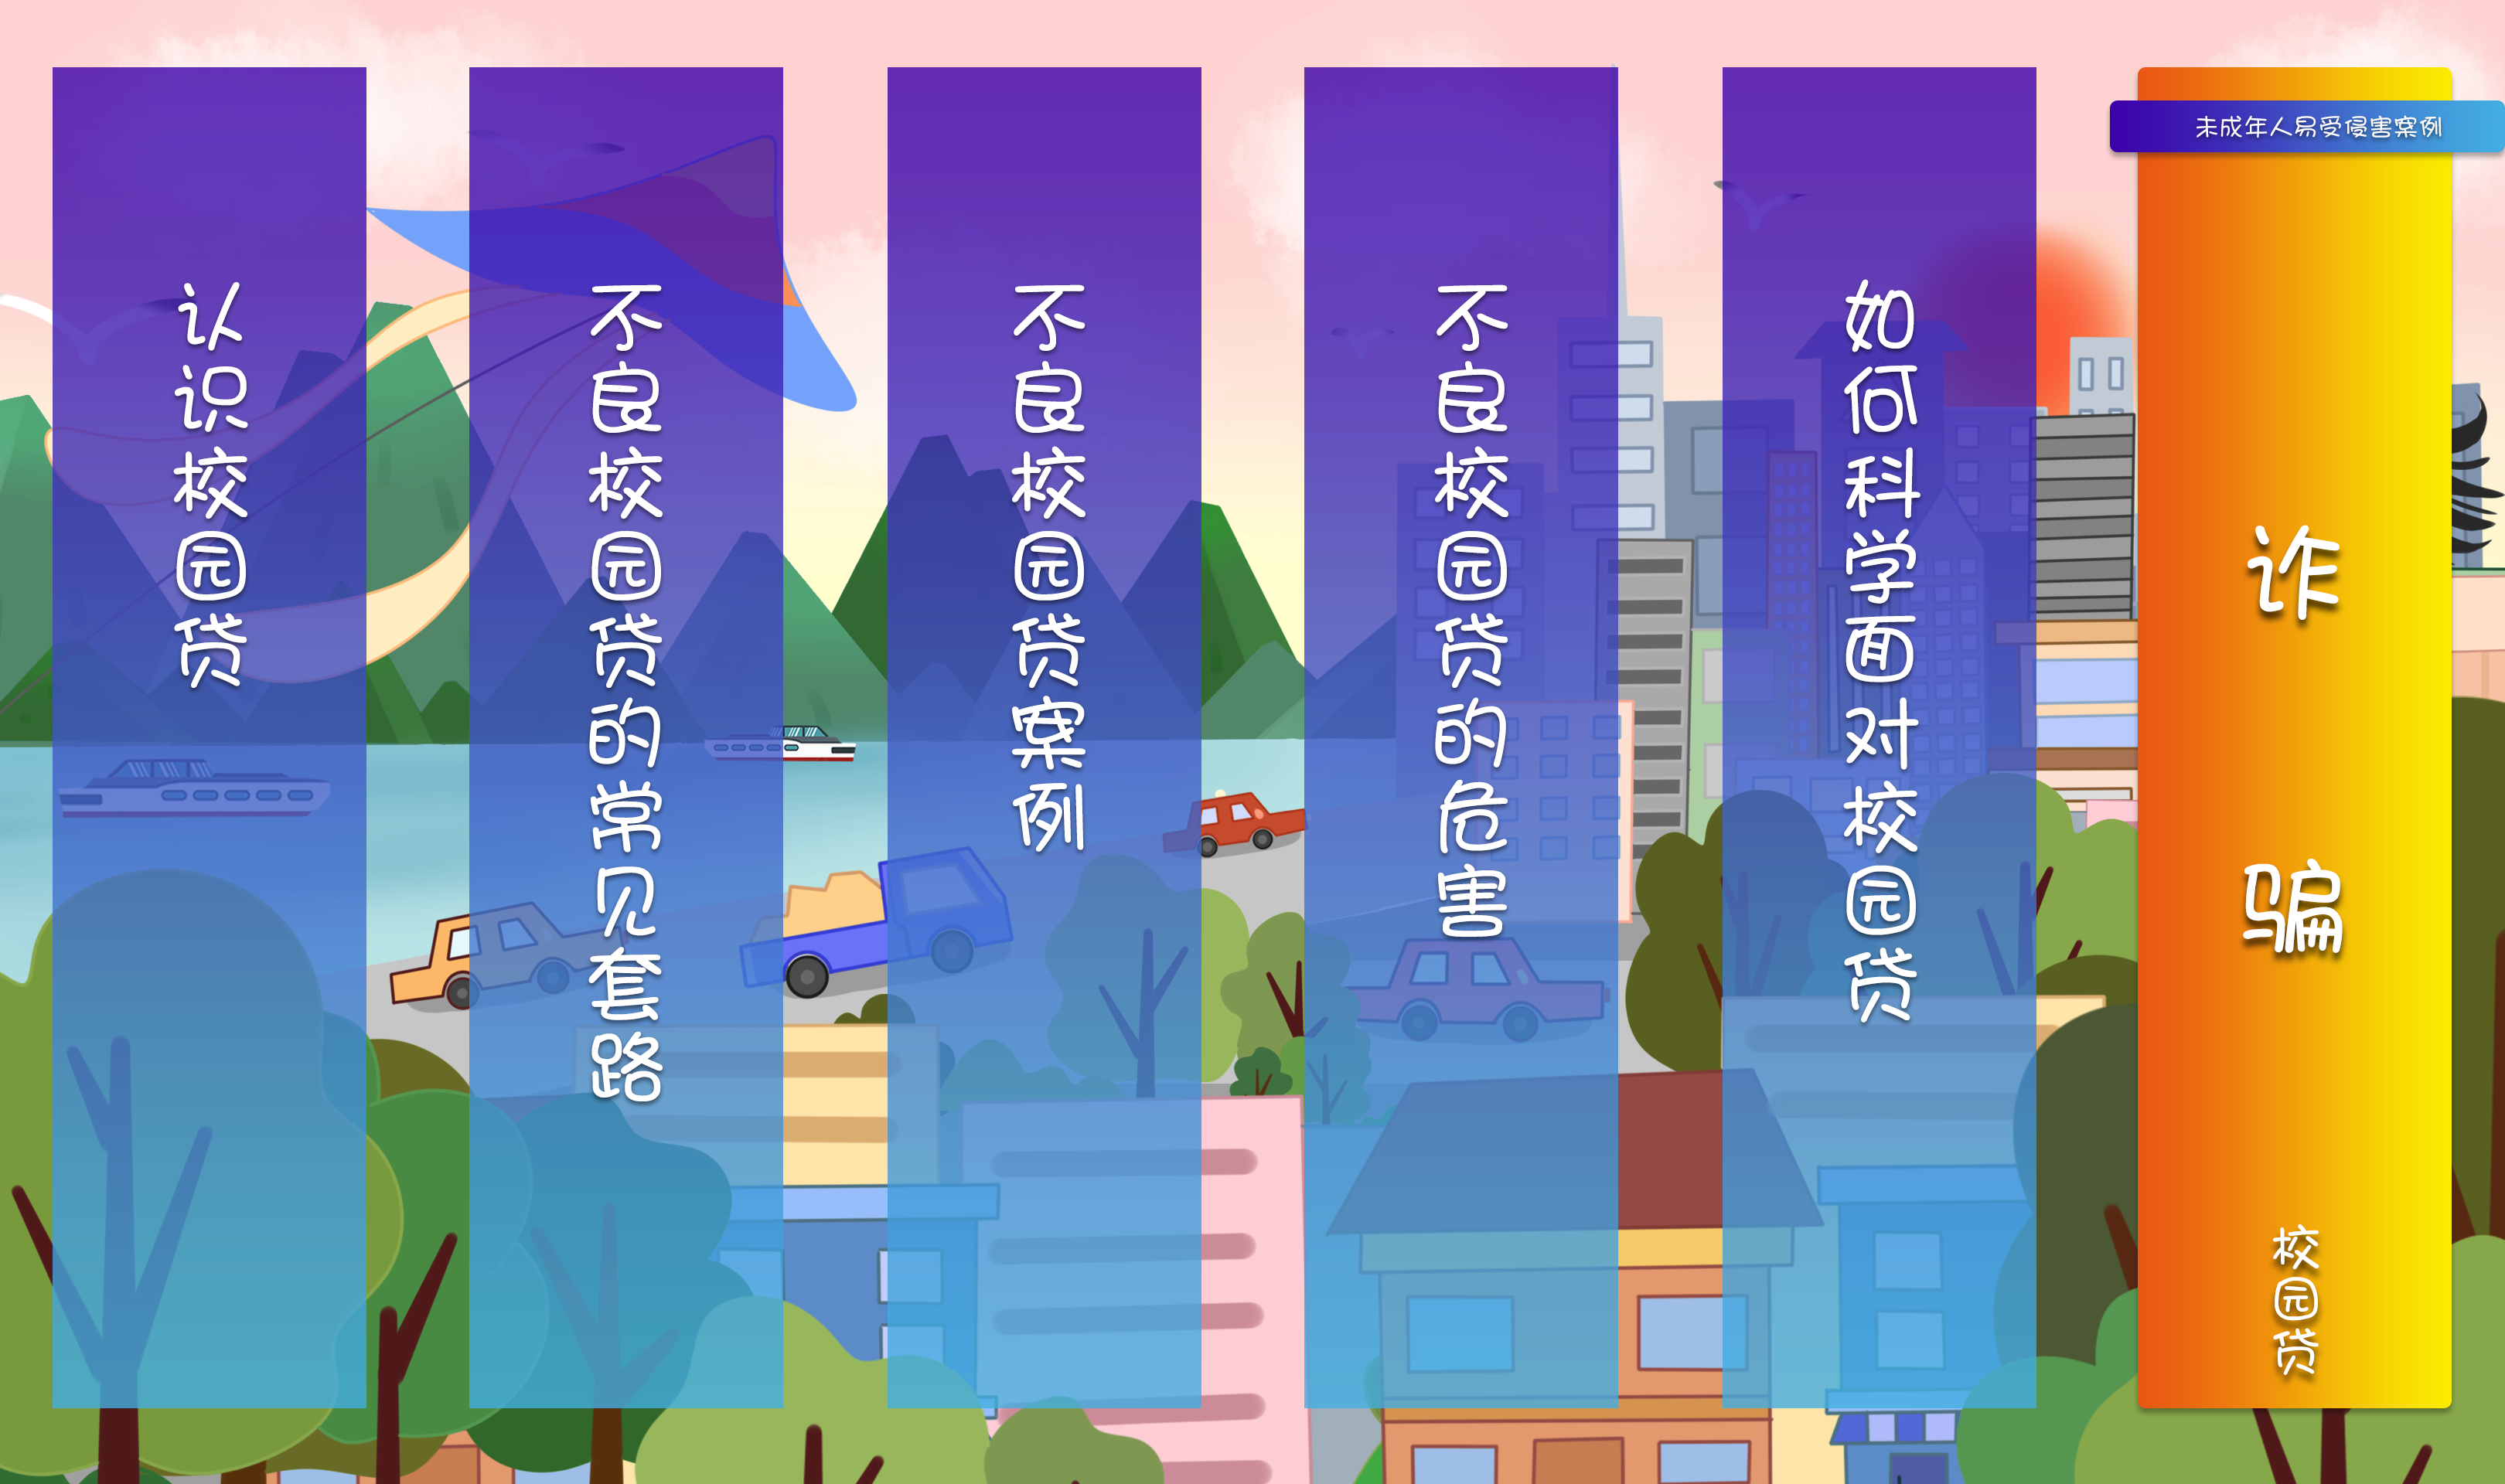 认识校园贷
不良校园贷的常见套路
不良校园贷案例
不良校园贷的危害
如何科学面对校园贷
未成年人易受侵害案例
诈骗
校园贷